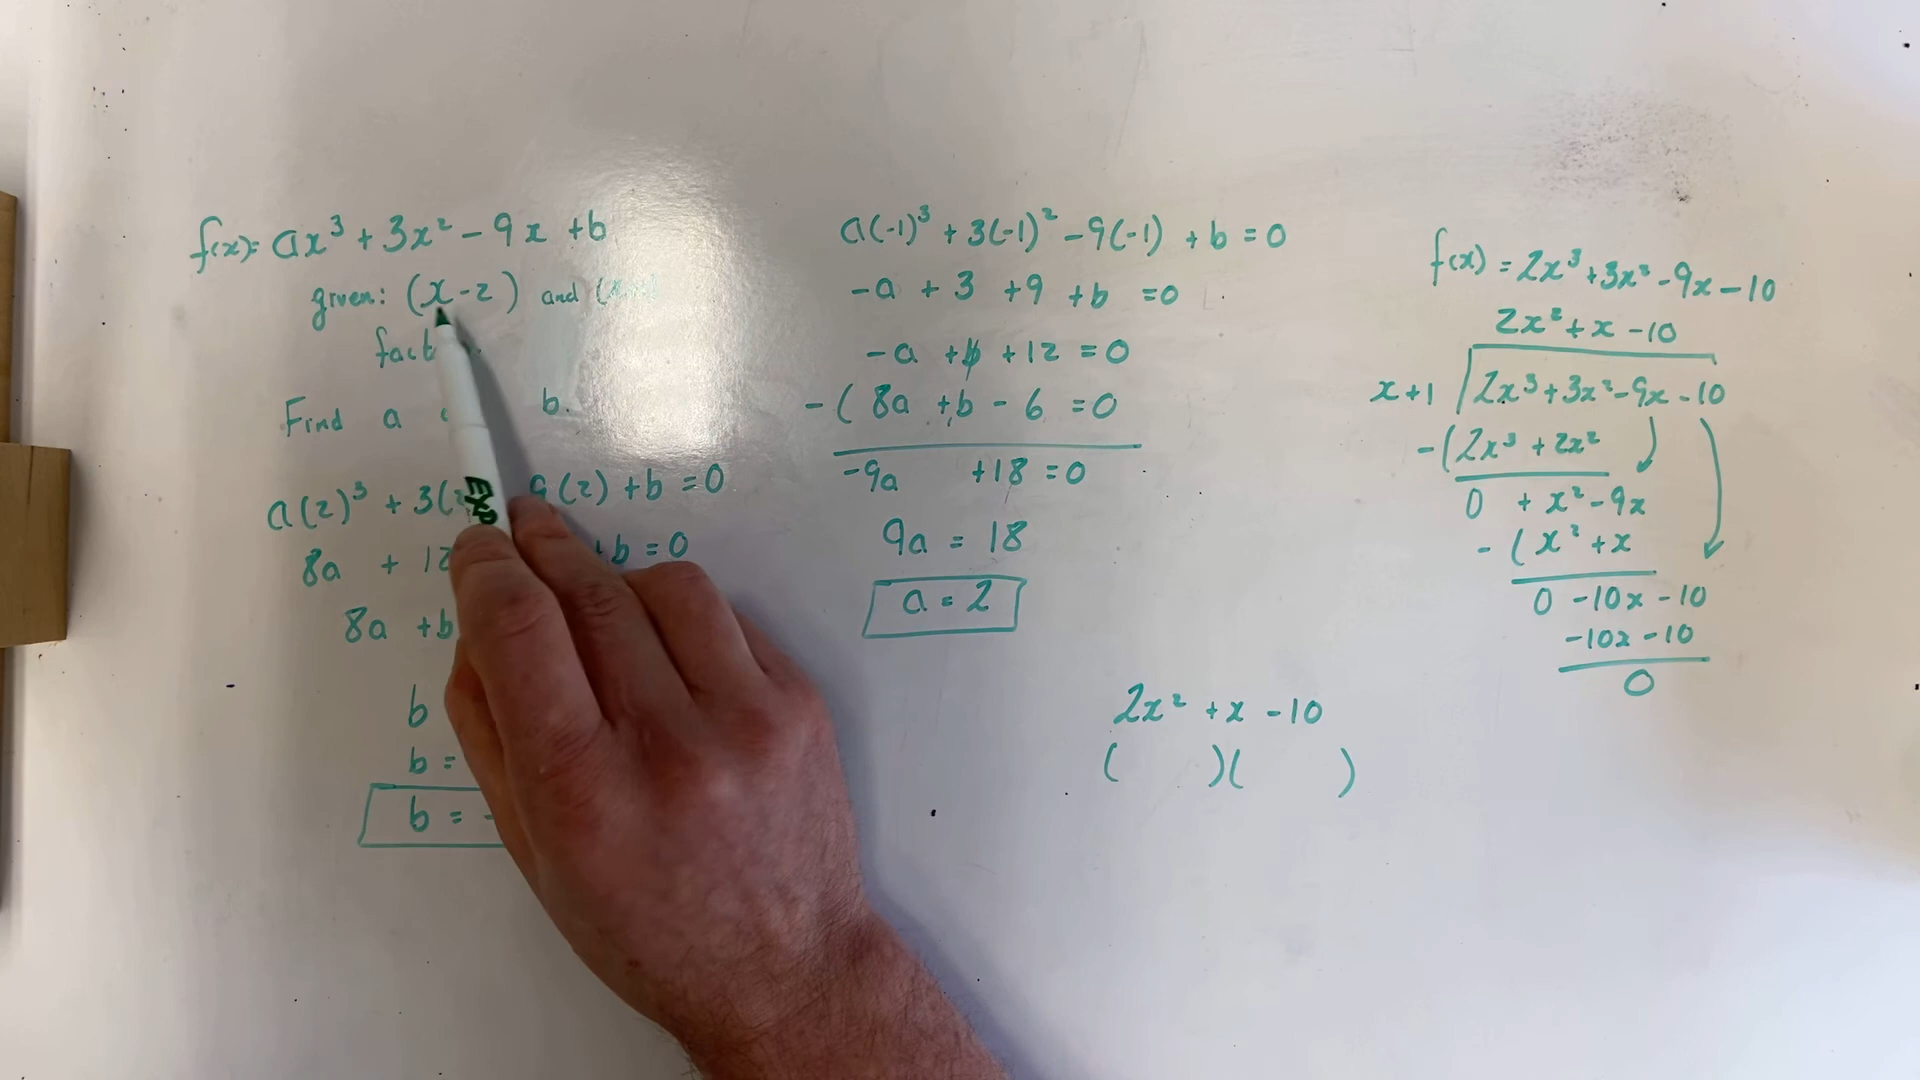 f(x)= ax³ + 3x² - 9x + b
given: (x-2) and (
fact
Find a b.
a(2)³ + 3( 9(2) + b = 0
8a + 12 +b = 0
8a +b
b
b =
b = -
a(-1)³ + 3(-1)² - 9(-1) + b = 0
-a + 3 + 9 + b = 0
-a + b + 12 = 0
-( 8a + b - 6 = 0
-9a + 18 = 0
9a = 18
a = 2
2x² + x - 10
( )( )
f(x) = 2x³ + 3x² - 9x - 10
2x² + x - 10
x+1 2x³ + 3x² - 9x - 10
-( 2x³ + 2x²
0 + x² - 9x
- ( x² + x
0 - 10x - 10
-10x - 10
0
EXPO